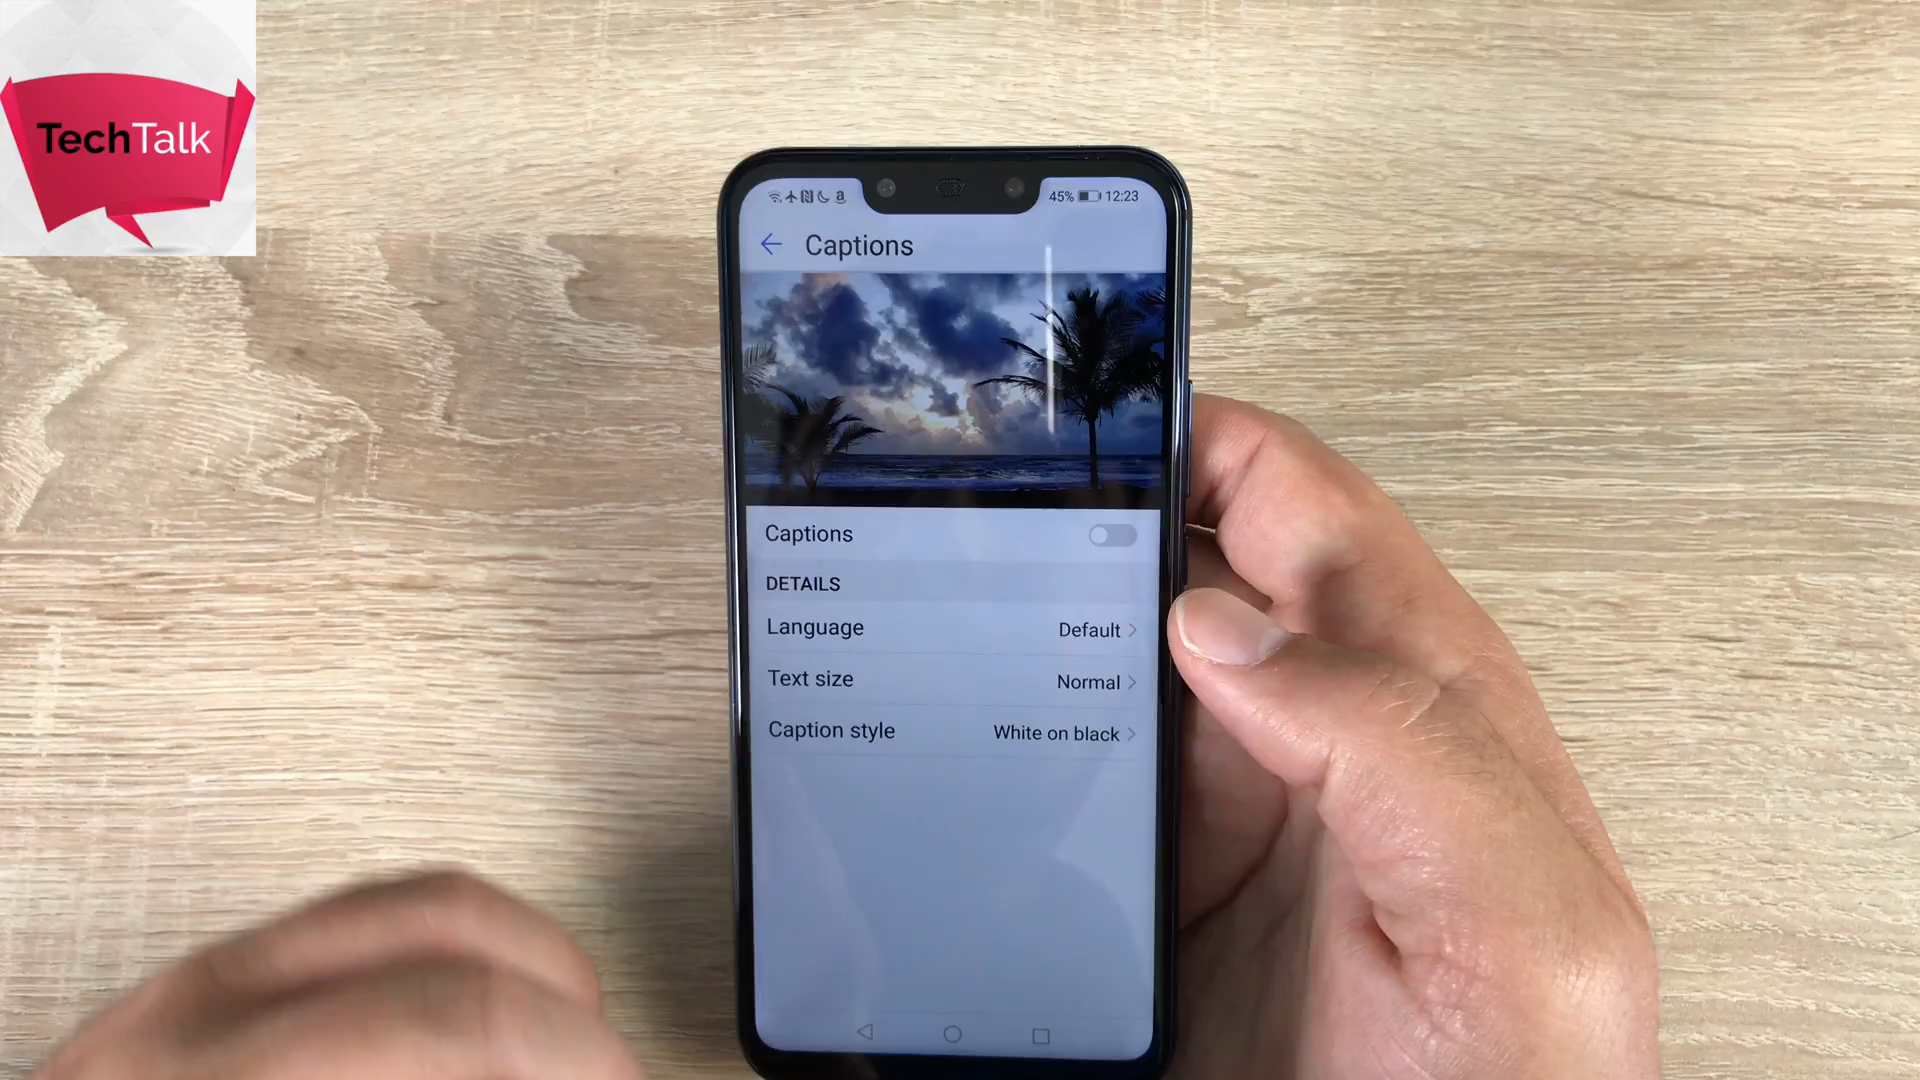 TechTalk
45% 12:23
Captions
Captions
DETAILS
Language Default
Text size Normal
Caption style White on black